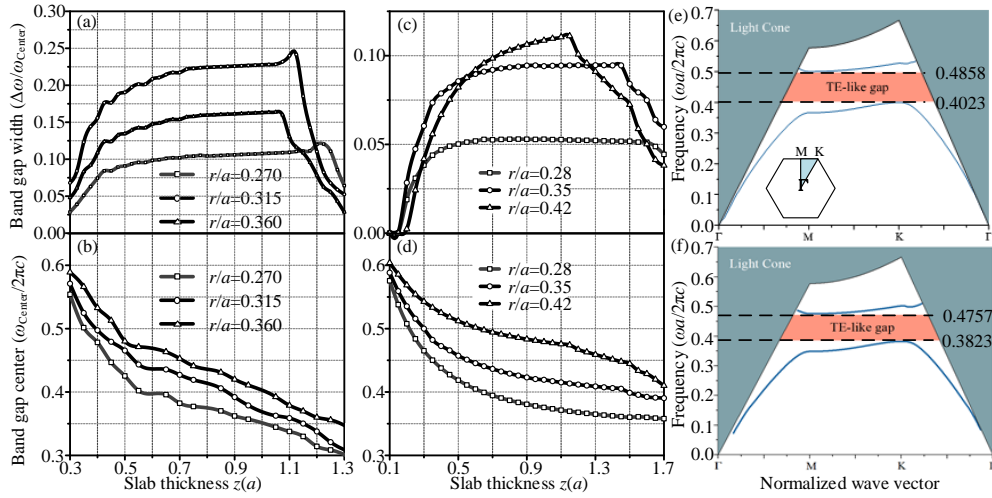 (a)
Band gap width (Δω/ω_Center)
0.30
0.25
0.20
0.15
0.10
0.05
0.00
r/a=0.270
r/a=0.315
r/a=0.360
(b)
Band gap center (ω_Center/2πc)
0.6
0.5
0.4
0.3
r/a=0.270
r/a=0.315
r/a=0.360
0.3 0.5 0.7 0.9 1.1 1.3
Slab thickness z(a)
(c)
0.10
0.05
0.00
r/a=0.28
r/a=0.35
r/a=0.42
(d)
0.6
0.5
0.4
0.3
r/a=0.28
r/a=0.35
r/a=0.42
0.1 0.5 0.9 1.3 1.7
Slab thickness z(a)
(e)
Light Cone
Frequency (ωa/2πc)
0.7
0.6
0.5
0.4
0.3
0.2
0.1
0.0
TE-like gap
0.4858
0.4023
M K
Γ
Γ M K Γ
(f)
Light Cone
Frequency (ωa/2πc)
0.7
0.6
0.5
0.4
0.3
0.2
0.1
0.0
TE-like gap
0.4757
0.3823
Γ M K Γ
Normalized wave vector